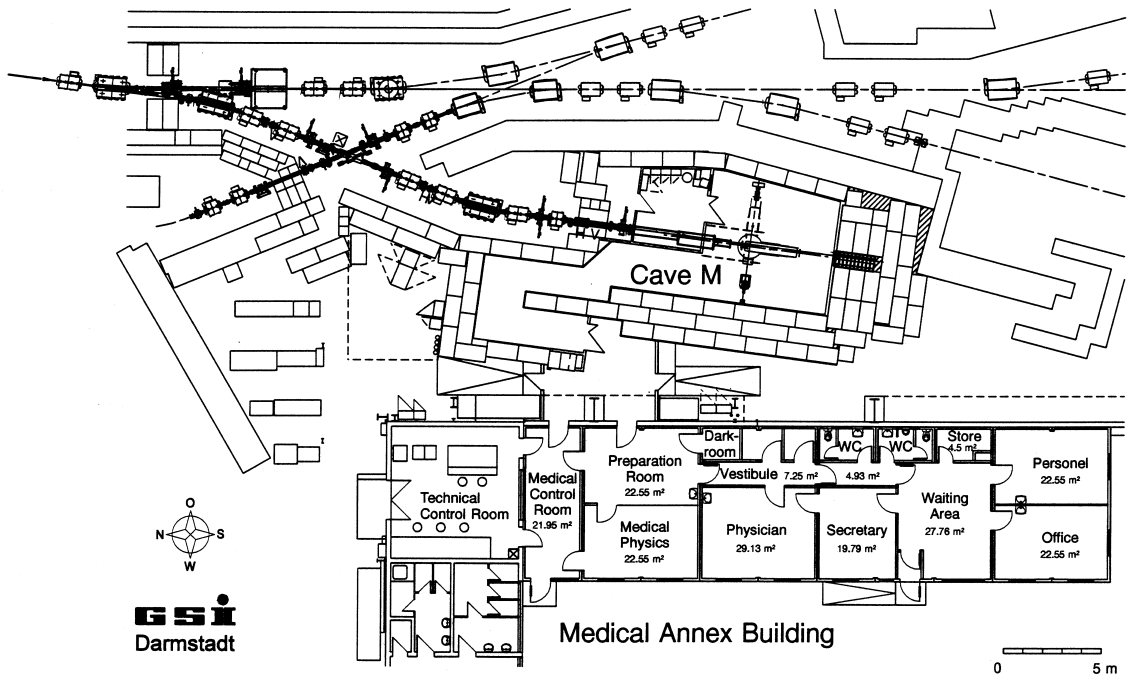 Cave M
H V
Dark-
room
WC
WC
Store
4.5 m²
Preparation
Room
22.55 m²
Vestibule
7.25 m²
4.93 m²
Personel
22.55 m²
Technical
Control Room
Medical
Control
Room
21.95 m²
Waiting
Area
27.76 m²
Medical
Physics
22.55 m²
Physician
29.13 m²
Secretary
19.79 m²
Office
22.55 m²
O
N
S
W
GSI
Darmstadt
Medical Annex Building
0
5 m